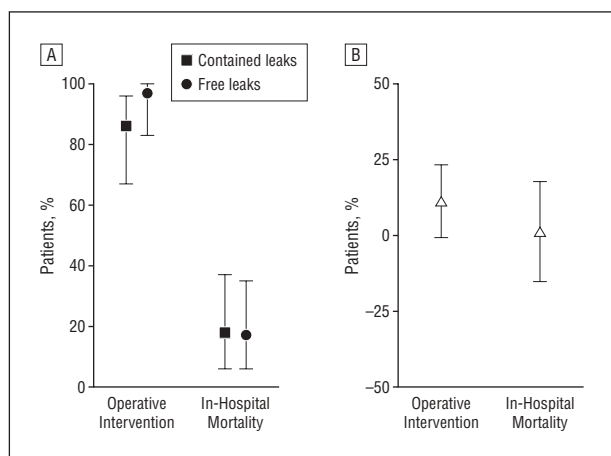 A
Contained leaks
Free leaks
100
80
60
40
20
0
Patients, %
Operative
Intervention
In-Hospital
Mortality
B
50
25
0
–25
–50
Patients, %
Operative
Intervention
In-Hospital
Mortality